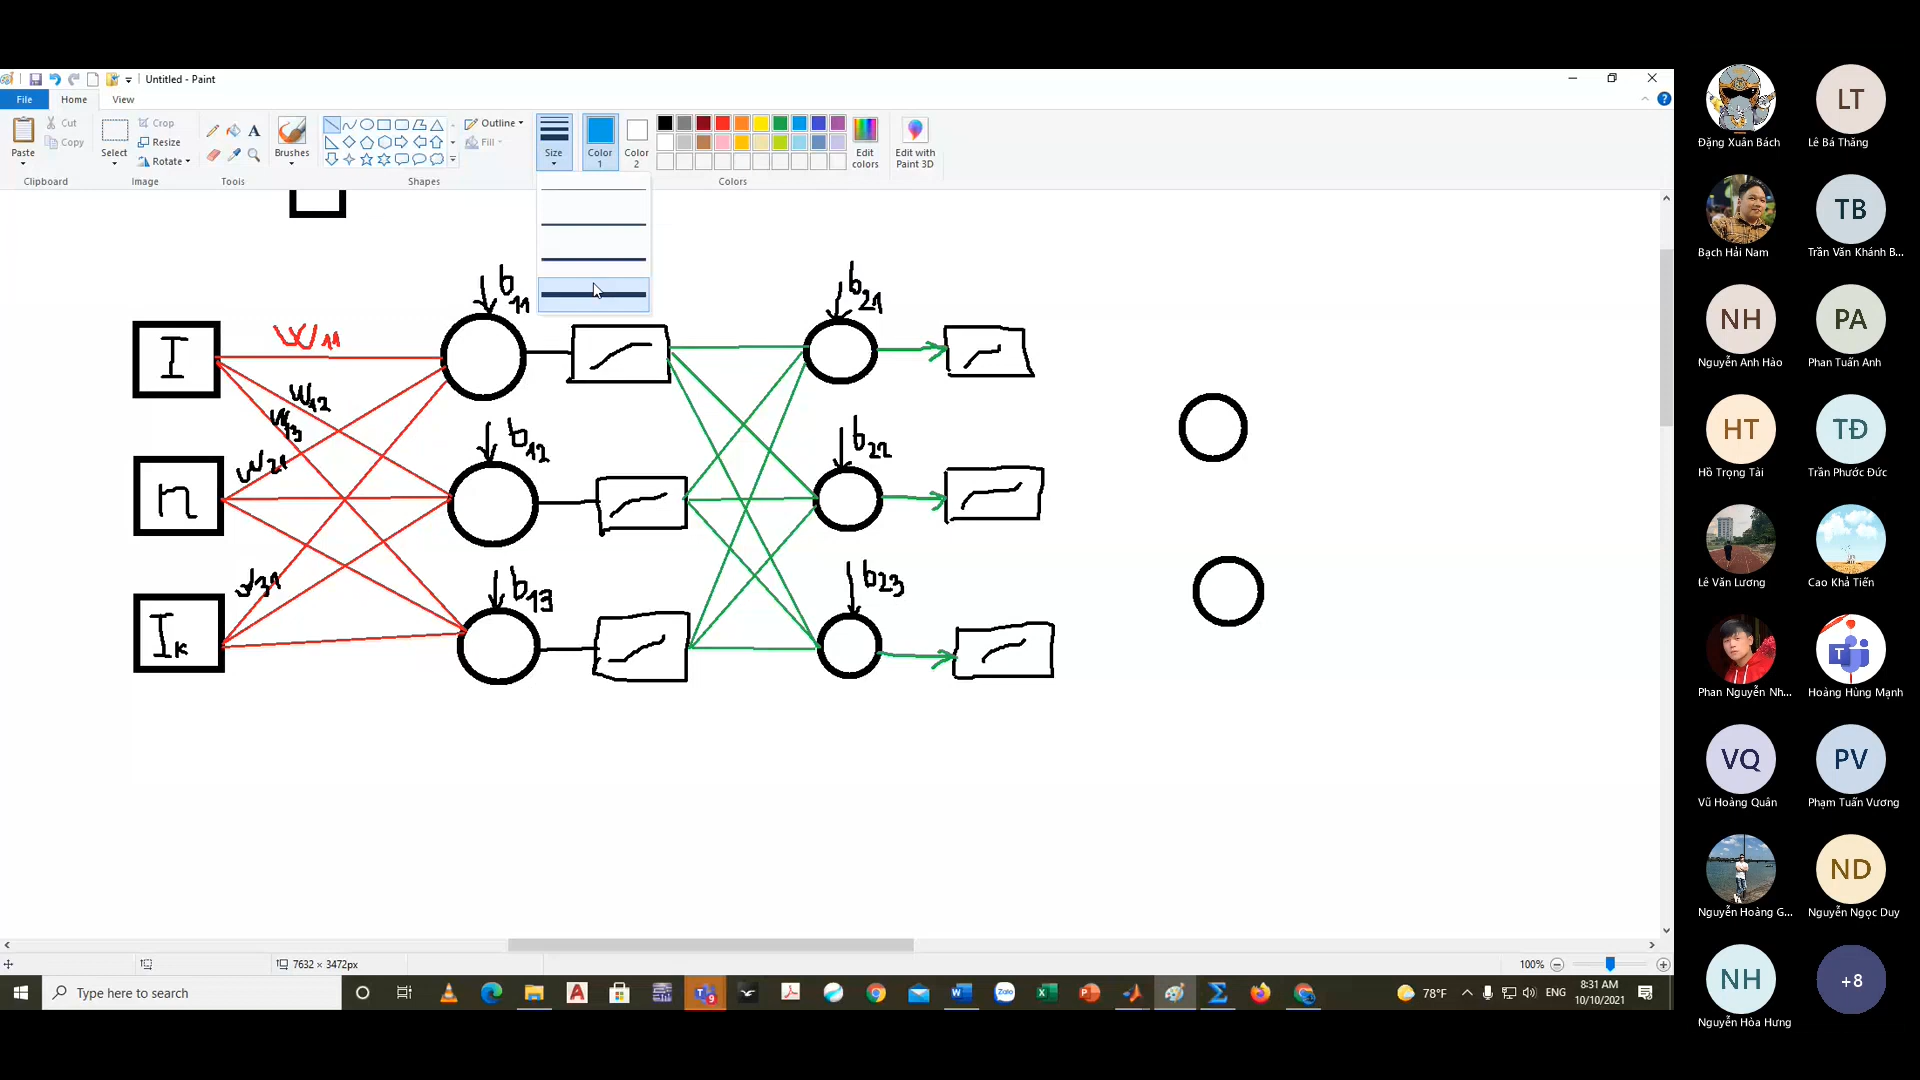 Untitled - Paint
File
Home
View
Paste
Cut
Copy
Clipboard
Select
Crop
Resize
Rotate
Image
Tools
Brushes
Shapes
Outline
Fill
Size
Color
1
Color
2
Edit
colors
Edit with
Paint 3D
Colors
I
n
Ik
W11
W12
W13
W21
W31
b11
b12
b13
b21
b22
b23
7632 × 3472px
100%
Type here to search
78°F
ENG
8:31 AM
10/10/2021
Đặng Xuân Bách
LT
Lê Bá Thăng
Bạch Hải Nam
TB
Trần Văn Khánh B...
NH
Nguyễn Anh Hào
PA
Phan Tuấn Anh
HT
Hồ Trọng Tài
TĐ
Trần Phước Đức
Lê Văn Lương
Cao Khả Tiến
Phan Nguyễn Nh...
Hoàng Hùng Mạnh
VQ
Vũ Hoàng Quân
PV
Phạm Tuấn Vương
Nguyễn Hoàng G...
ND
Nguyễn Ngọc Duy
NH
Nguyễn Hòa Hưng
+8